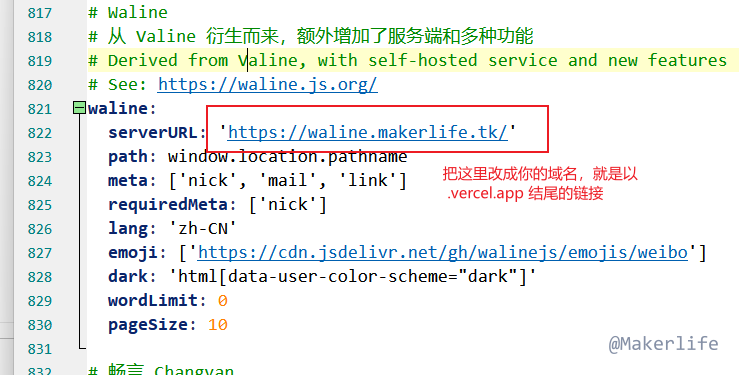 817 # Waline
818 # 从 Valine 衍生而来，额外增加了服务端和多种功能
819 # Derived from Valine, with self-hosted service and new features
820 # See: https://waline.js.org/
821 waline:
822 serverURL: 'https://waline.makerlife.tk/'
823 path: window.location.pathname
824 meta: ['nick', 'mail', 'link']
825 requiredMeta: ['nick']
826 lang: 'zh-CN'
827 emoji: ['https://cdn.jsdelivr.net/gh/walinejs/emojis/weibo']
828 dark: 'html[data-user-color-scheme="dark"]'
829 wordLimit: 0
830 pageSize: 10
831
832 # 畅言 Changyan
把这里改成你的域名，就是以
.vercel.app 结尾的链接
@Makerlife